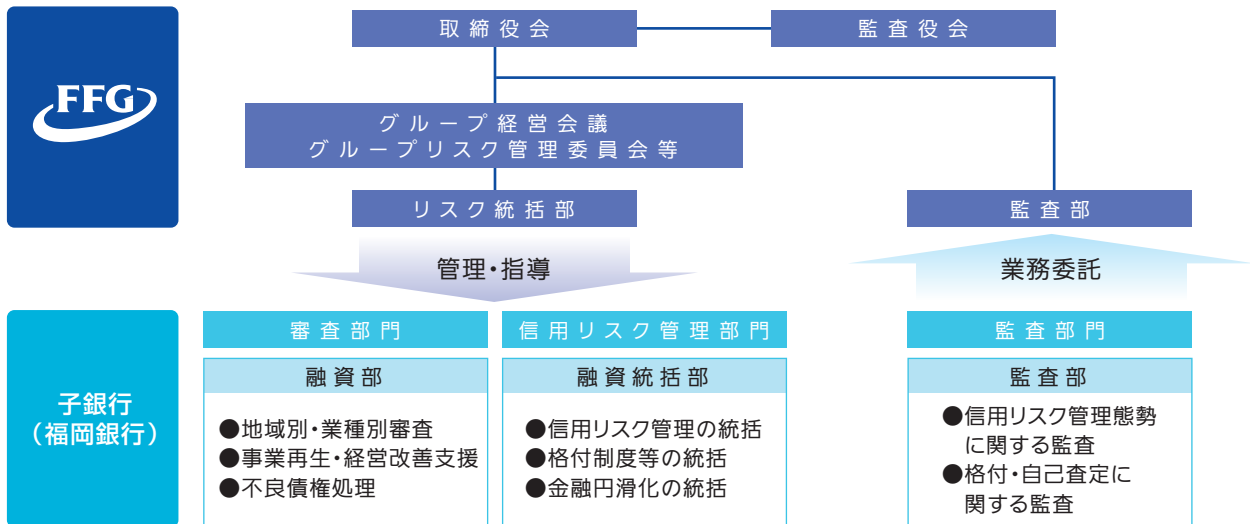 FFG
取締役会
監査役会
グループ経営会議
グループリスク管理委員会等
リスク統括部
監査部
管理・指導
業務委託
子銀行
（福岡銀行）
審査部門
融資部
●地域別・業種別審査
●事業再生・経営改善支援
●不良債権処理
信用リスク管理部門
融資統括部
●信用リスク管理の統括
●格付制度等の統括
●金融円滑化の統括
監査部門
監査部
●信用リスク管理態勢
に関する監査
●格付・自己査定に
関する監査